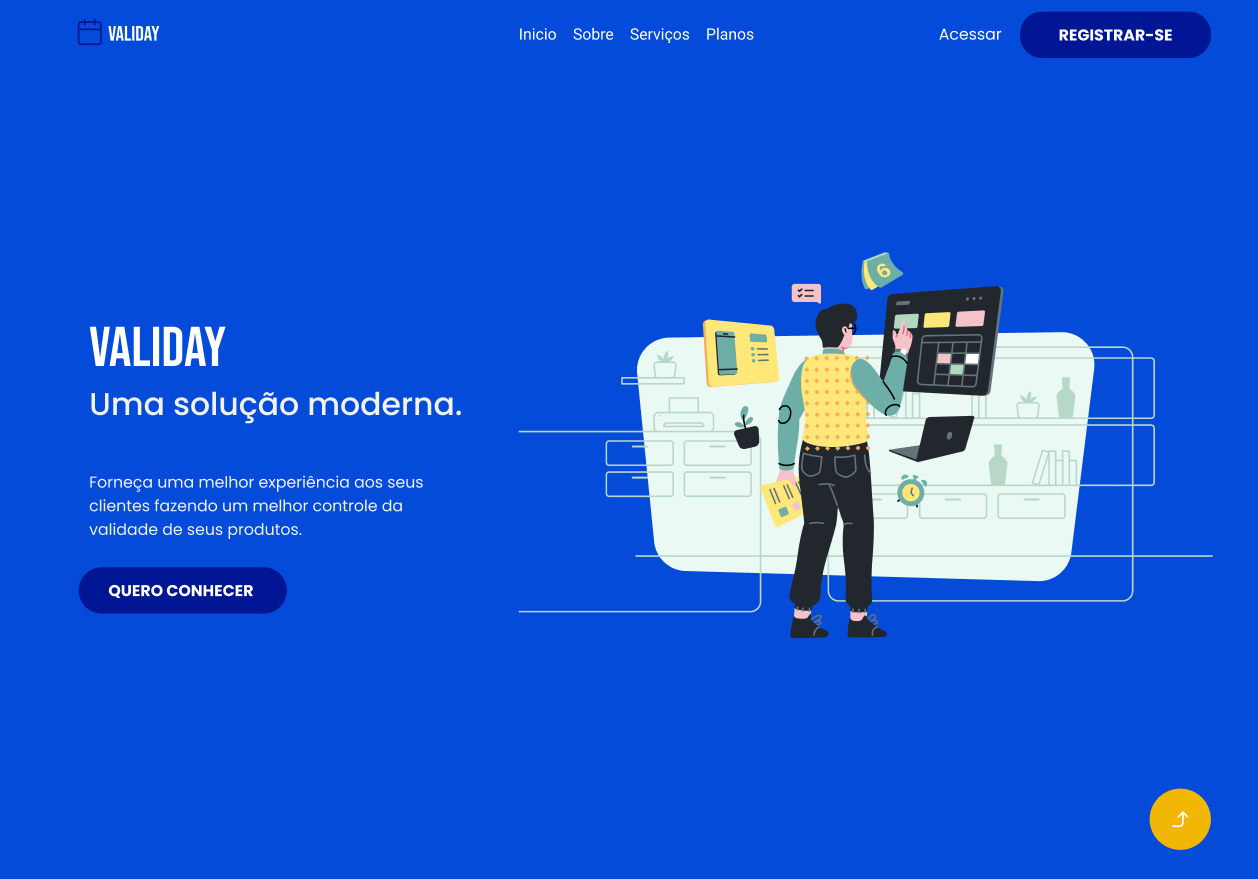 VALIDAY
Inicio Sobre Serviços Planos
Acessar
REGISTRAR-SE
6
VALIDAY
Uma solução moderna.
Forneça uma melhor experiência aos seus
clientes fazendo um melhor controle da
validade de seus produtos.
QUERO CONHECER